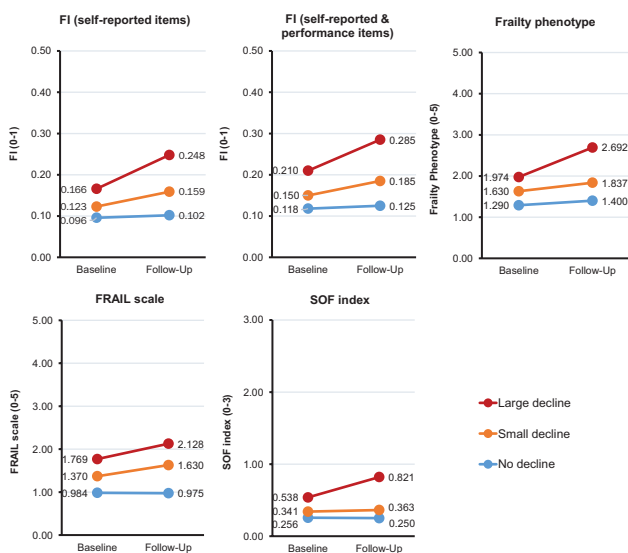 FI (self-reported items)
FI (0-1)
0.50
0.40
0.30
0.20
0.10
0.00
0.166
0.123
0.096
0.248
0.159
0.102
Baseline
Follow-Up
FI (self-reported &
performance items)
FI (0-1)
0.50
0.40
0.30
0.20
0.10
0.00
0.210
0.150
0.118
0.285
0.185
0.125
Baseline
Follow-Up
Frailty phenotype
Frailty Phenotype (0-5)
5.00
4.00
3.00
2.00
1.00
0.00
1.974
1.630
1.290
2.692
1.837
1.400
Baseline
Follow-Up
FRAIL scale
FRAIL scale (0-5)
5.00
4.00
3.00
2.00
1.00
0.00
1.769
1.370
0.984
2.128
1.630
0.975
Baseline
Follow-Up
SOF index
SOF index (0-3)
3.00
2.00
1.00
0.00
0.538
0.341
0.256
0.821
0.363
0.250
Baseline
Follow-Up
Large decline
Small decline
No decline